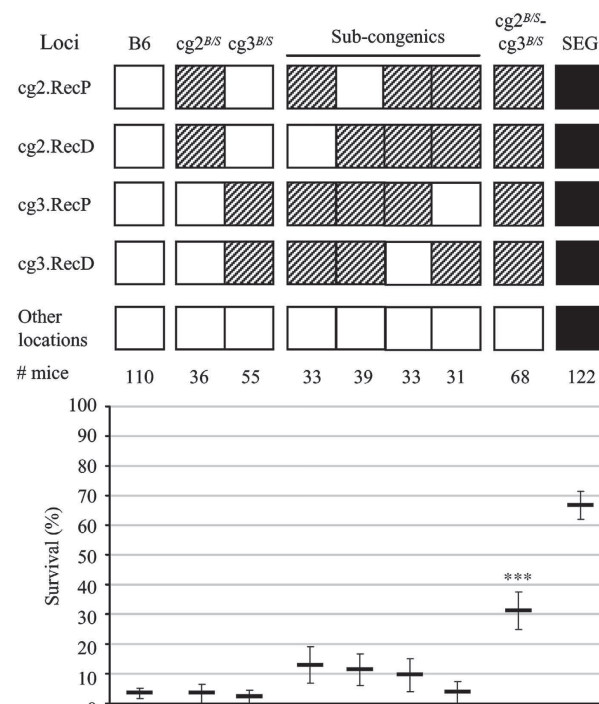 Loci B6 cg2B/S cg3B/S Sub-congenics cg2B/S- cg3B/S SEG
cg2.RecP
cg2.RecD
cg3.RecP
cg3.RecD
Other
locations
# mice 110 36 55 33 39 33 31 68 122
100
90
80
70
60
50
40
30
20
10
0
Survival (%)
***